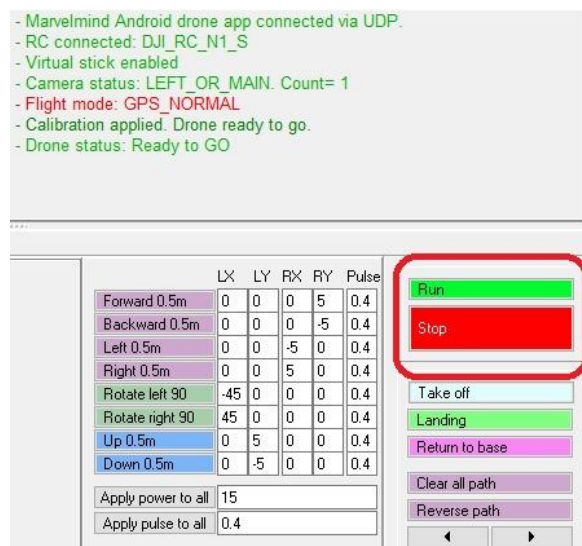 - Marvelmind Android drone app connected via UDP.
- RC connected: DJI_RC_N1_S
- Virtual stick enabled
- Camera status: LEFT_OR_MAIN. Count= 1
- Flight mode: GPS_NORMAL
- Calibration applied. Drone ready to go.
- Drone status: Ready to GO
LX LY RX RY Pulse
Forward 0.5m 0 0 0 5 0.4
Backward 0.5m 0 0 0 -5 0.4
Left 0.5m 0 0 -5 0 0.4
Right 0.5m 0 0 5 0 0.4
Rotate left 90 -45 0 0 0 0.4
Rotate right 90 45 0 0 0 0.4
Up 0.5m 0 5 0 0 0.4
Down 0.5m 0 -5 0 0 0.4
Apply power to all 15
Apply pulse to all 0.4
Run
Stop
Take off
Landing
Return to base
Clear all path
Reverse path